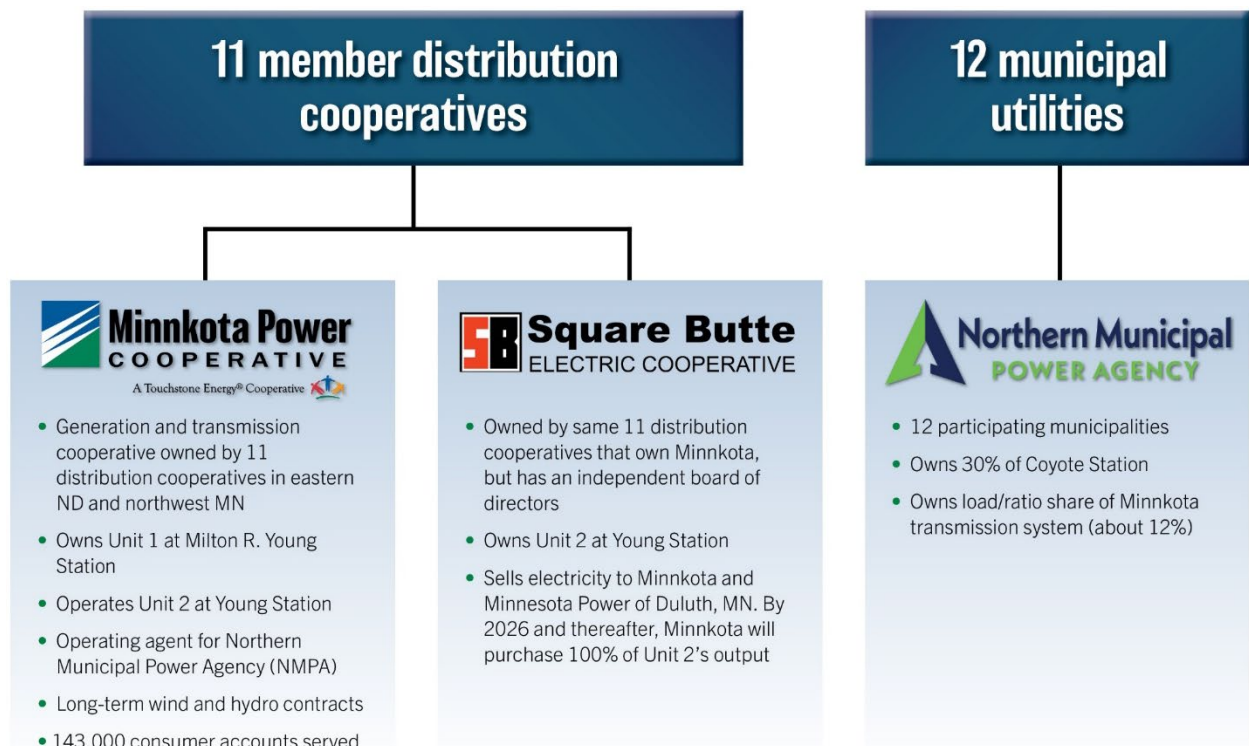 11 member distribution
cooperatives
12 municipal
utilities
Minnkota Power
COOPERATIVE
A Touchstone Energy® Cooperative
• Generation and transmission
cooperative owned by 11
distribution cooperatives in eastern
ND and northwest MN
• Owns Unit 1 at Milton R. Young
Station
• Operates Unit 2 at Young Station
• Operating agent for Northern
Municipal Power Agency (NMPA)
• Long-term wind and hydro contracts
• 143,000 consumer accounts served
SB Square Butte
ELECTRIC COOPERATIVE
• Owned by same 11 distribution
cooperatives that own Minnkota,
but has an independent board of
directors
• Owns Unit 2 at Young Station
• Sells electricity to Minnkota and
Minnesota Power of Duluth, MN. By
2026 and thereafter, Minnkota will
purchase 100% of Unit 2's output
Northern Municipal
POWER AGENCY
• 12 participating municipalities
• Owns 30% of Coyote Station
• Owns load/ratio share of Minnkota
transmission system (about 12%)